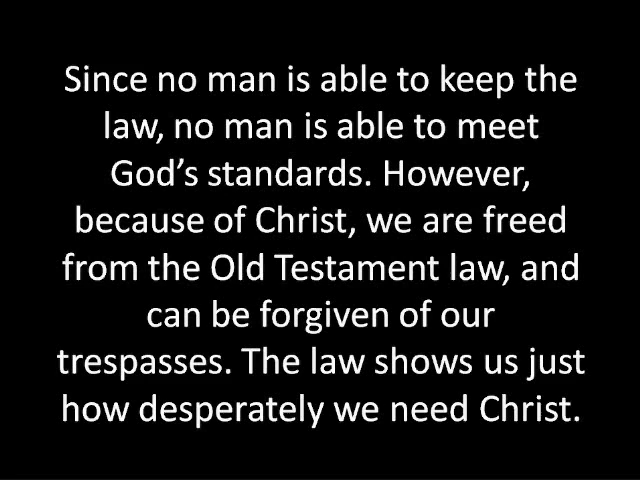 Since no man is able to keep the
law, no man is able to meet
God’s standards. However,
because of Christ, we are freed
from the Old Testament law, and
can be forgiven of our
trespasses. The law shows us just
how desperately we need Christ.